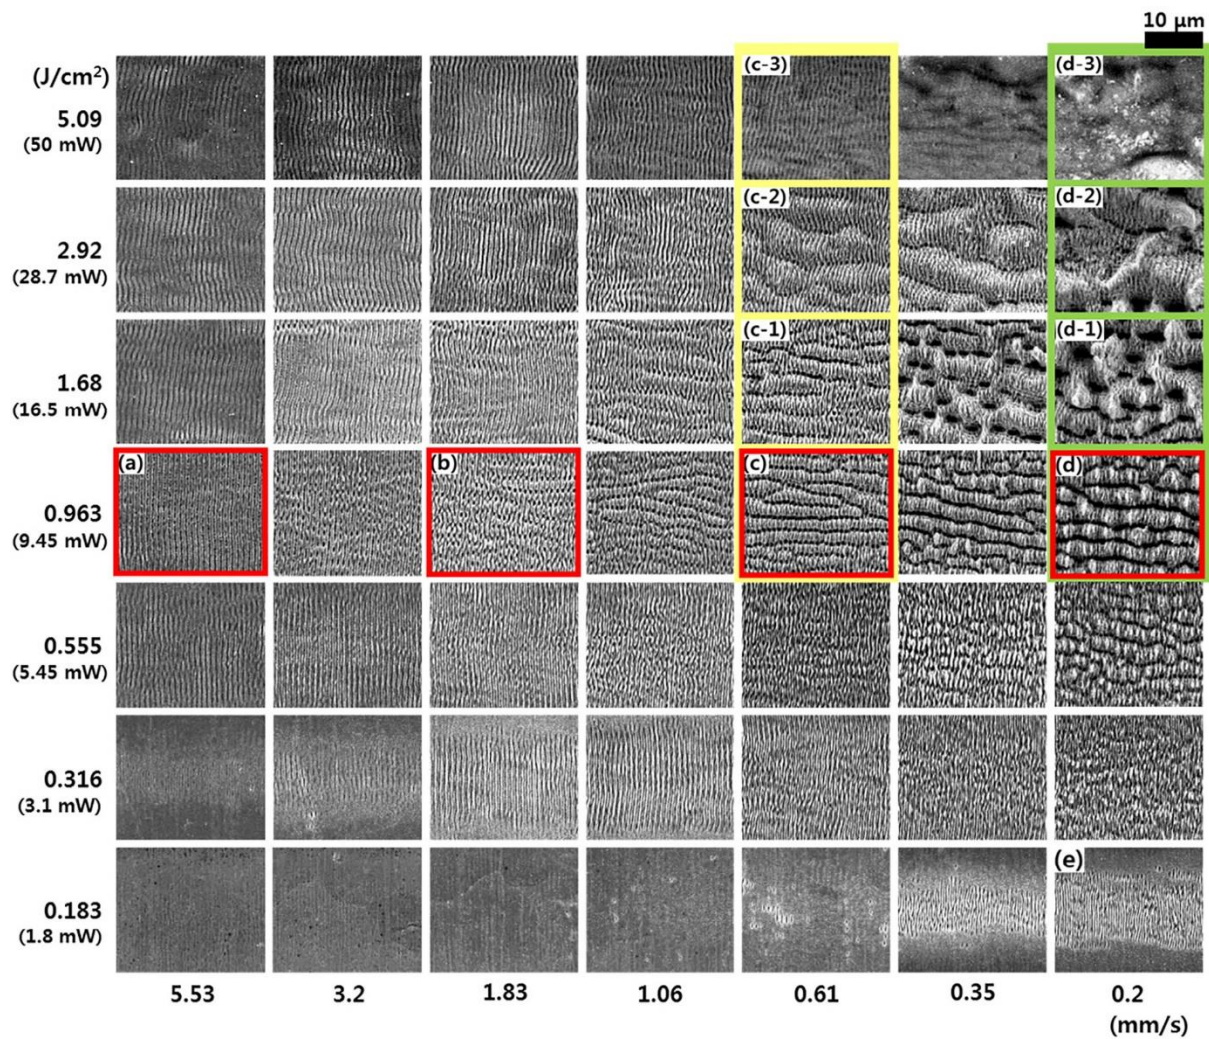 10 μm
(J/cm²)
5.09
(50 mW)
(c-3)
(d-3)
2.92
(28.7 mW)
(c-2)
(d-2)
1.68
(16.5 mW)
(c-1)
(d-1)
0.963
(9.45 mW)
(a)
(b)
(c)
(d)
0.555
(5.45 mW)
0.316
(3.1 mW)
0.183
(1.8 mW)
(e)
5.53 3.2 1.83 1.06 0.61 0.35 0.2
(mm/s)